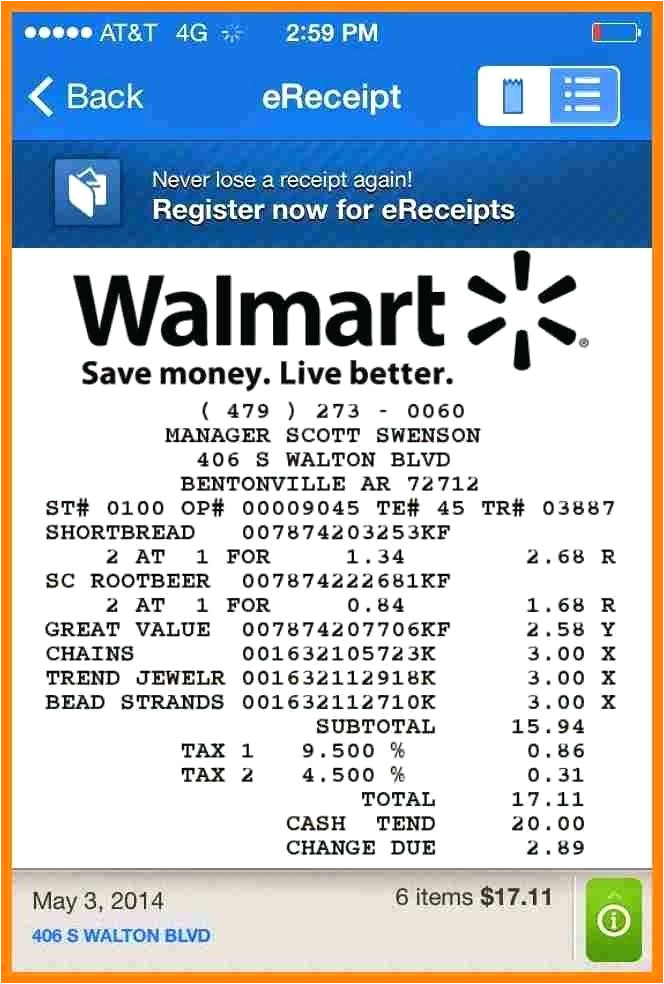 AT&T 4G 2:59 PM
Back eReceipt
Never lose a receipt again!
Register now for eReceipts
Walmart
Save money. Live better.
( 479 ) 273 - 0060
MANAGER SCOTT SWENSON
406 S WALTON BLVD
BENTONVILLE AR 72712
ST# 0100 OP# 00009045 TE# 45 TR# 03887
SHORTBREAD 007874203253KF
2 AT 1 FOR 1.34 2.68 R
SC ROOTBEER 007874222681KF
2 AT 1 FOR 0.84 1.68 R
GREAT VALUE 007874207706KF 2.58 Y
CHAINS 001632105723K 3.00 X
TREND JEWELR 001632112918K 3.00 X
BEAD STRANDS 001632112710K 3.00 X
SUBTOTAL 15.94
TAX 1 9.500 % 0.86
TAX 2 4.500 % 0.31
TOTAL 17.11
CASH TEND 20.00
CHANGE DUE 2.89
May 3, 2014 6 items $17.11
406 S WALTON BLVD